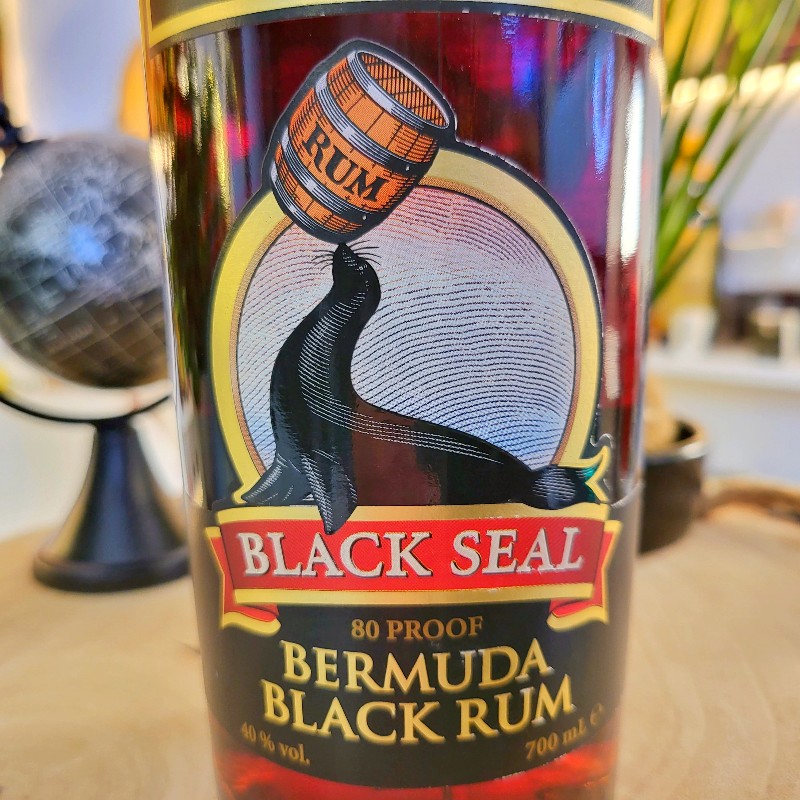 RUM
BLACK SEAL
80 PROOF
BERMUDA
BLACK RUM
40% vol.
700 mL e